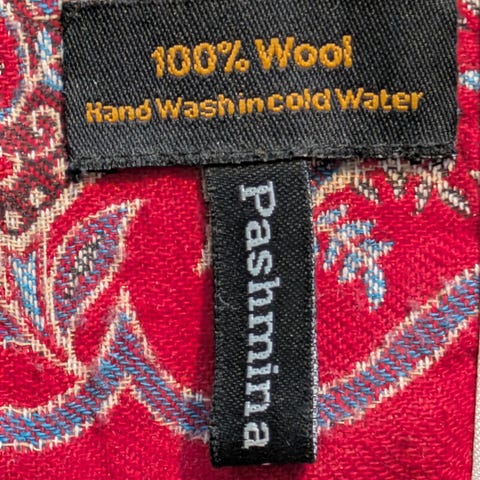 100% Wool
Hand Wash in cold Water
Pashmina